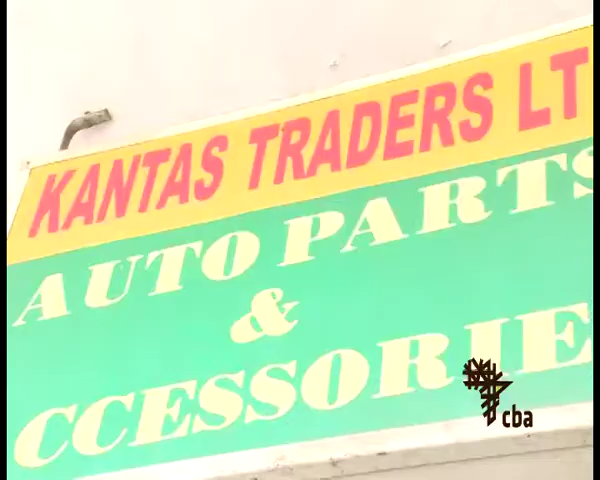 KANTAS TRADERS LT
AUTO PARTS
&
CCESSORIE
cba